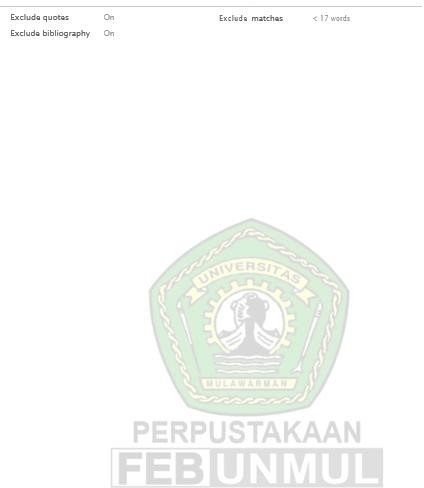 Exclude quotes On Exclude matches < 17 words
Exclude bibliography On
UNIVERSITAS
MULAWARMAN
PERPUSTAKAAN
FEB UNMUL